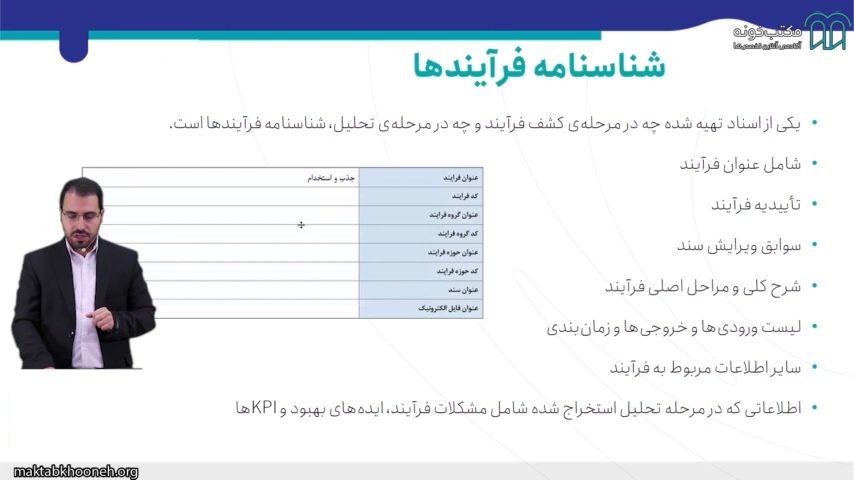 مکتب‌خونه
آکادمی آنلاین تخصص‌ها
شناسنامه فرآیندها
• یکی از اسناد تهیه شده چه در مرحله‌ی کشف فرآیند و چه در مرحله‌ی تحلیل، شناسنامه فرآیندها است.
• شامل عنوان فرآیند
• تأییدیه فرآیند
• سوابق ویرایش سند
• شرح کلی و مراحل اصلی فرآیند
• لیست ورودی‌ها و خروجی‌ها و زمان‌بندی
• سایر اطلاعات مربوط به فرآیند
• اطلاعاتی که در مرحله تحلیل استخراج شده شامل مشکلات فرآیند، ایده‌های بهبود و KPIها
عنوان فرایند جذب و استخدام
کد فرایند
عنوان گروه فرایند
کد گروه فرایند
عنوان حوزه فرایند
کد حوزه فرایند
عنوان سند
عنوان فایل الکترونیک
maktabkhooneh.org